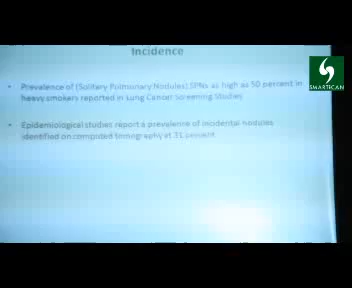 Incidence
• Prevalence of (Solitary Pulmonary Nodules) SPNs as high as 50 percent in
heavy smokers reported in Lung Cancer Screening Studies
• Epidemiological studies report a prevalence of incidental nodules
identified on computed tomography at 31 percent
SMARTSCAN